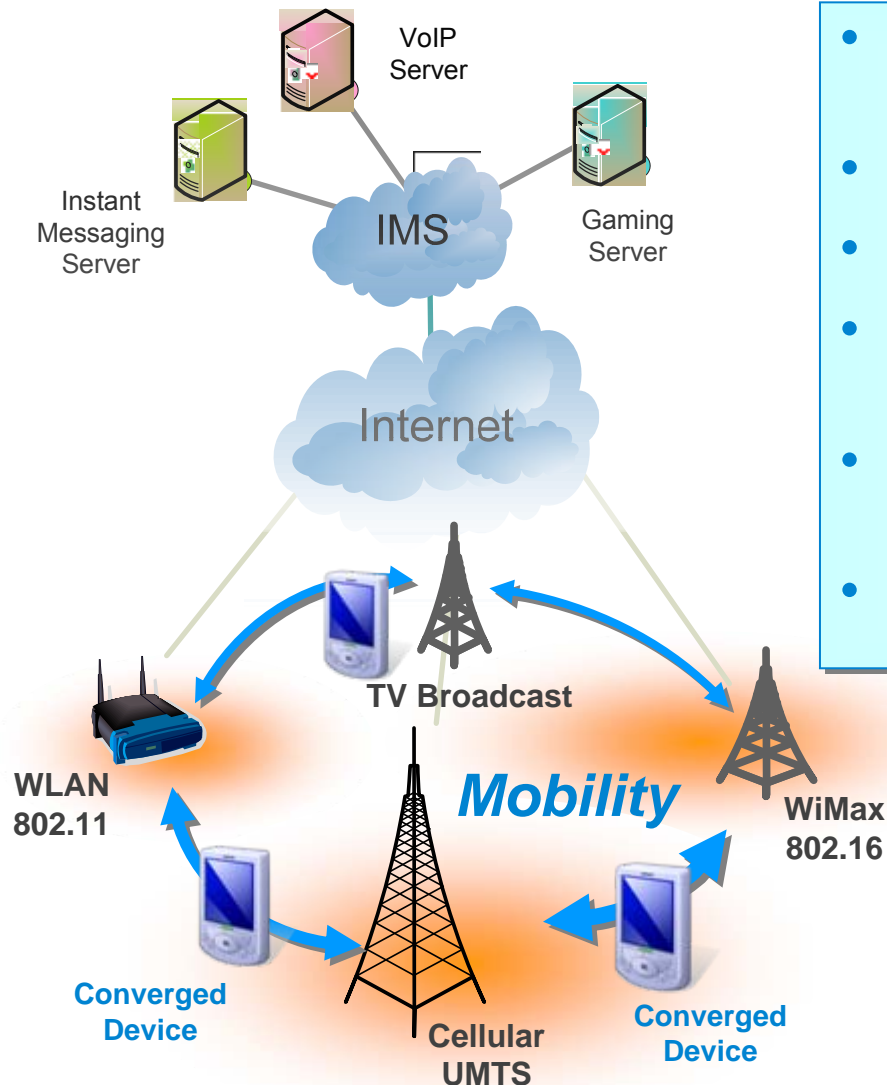 VoIP
Server
Instant
Messaging
Server
IMS
Gaming
Server
Internet
TV Broadcast
WLAN
802.11
Mobility
WiMax
802.16
Converged
Device
Cellular
UMTS
Converged
Device